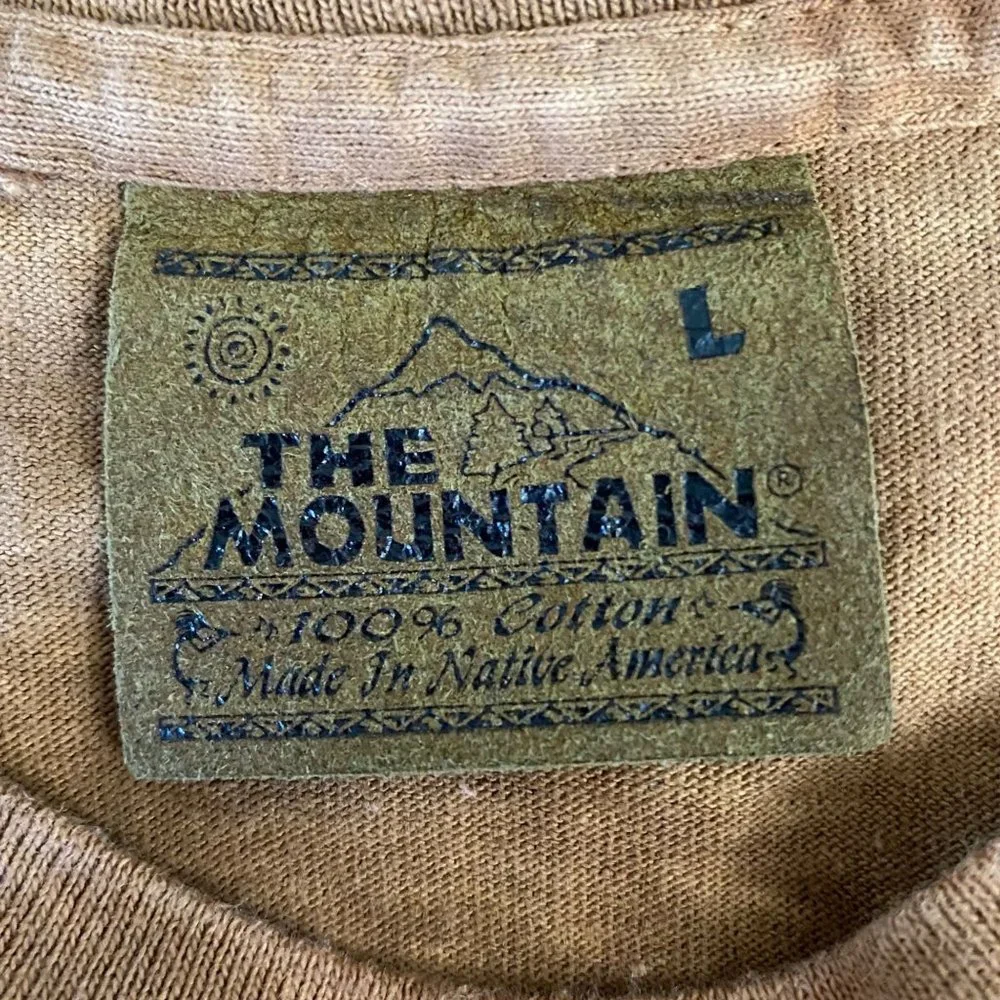 L
THE
MOUNTAIN®
100% Cotton
Made In Native America